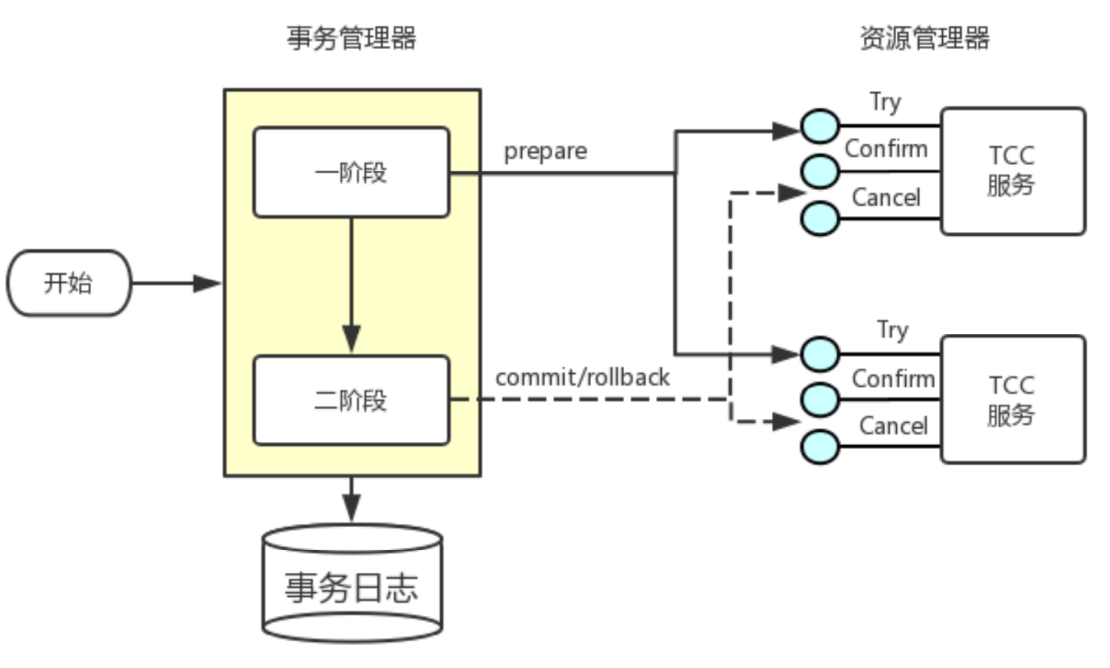 事务管理器
资源管理器
一阶段
prepare
Try
Confirm
Cancel
TCC
服务
开始
二阶段
commit/rollback
Try
Confirm
Cancel
TCC
服务
事务日志